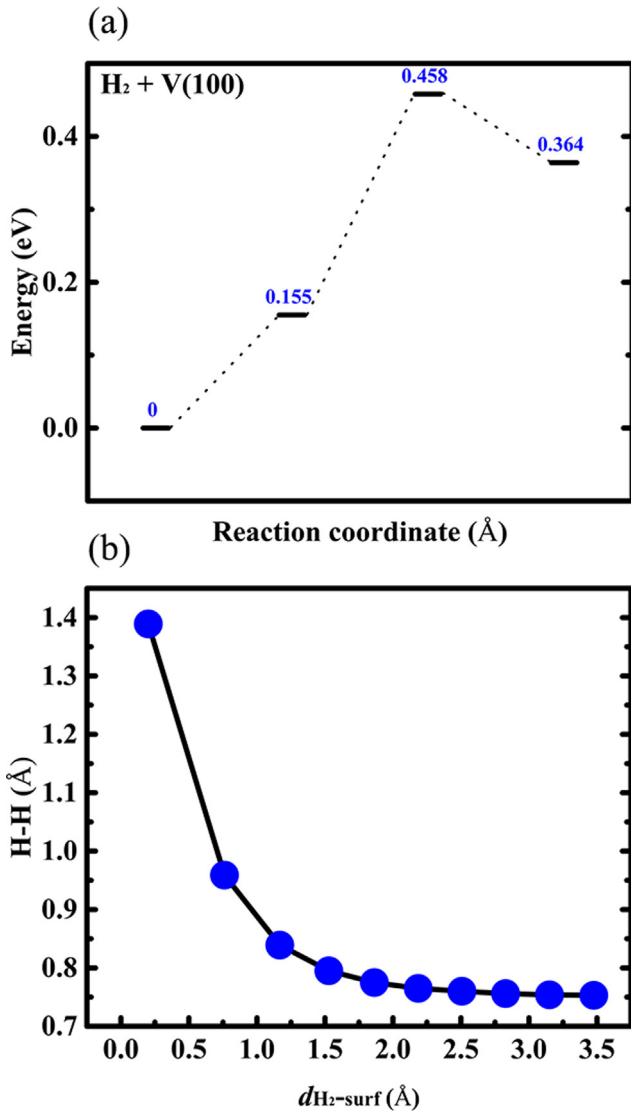 (a)
H₂ + V(100)
0.458
0.4
0.364
Energy (eV)
0.2
0.155
0
0.0
Reaction coordinate (Å)
(b)
1.4
1.3
1.2
1.1
H-H (Å)
1.0
0.9
0.8
0.7
0.0 0.5 1.0 1.5 2.0 2.5 3.0 3.5
dH₂-surf (Å)